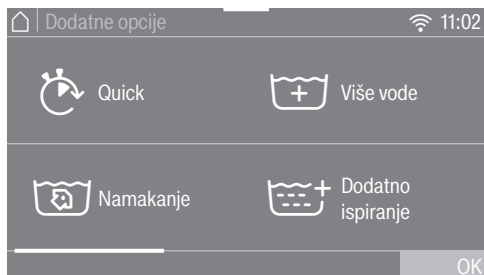 Dodatne opcije
11:02
Quick
Više vode
Namakanje
Dodatno
ispiranje
OK